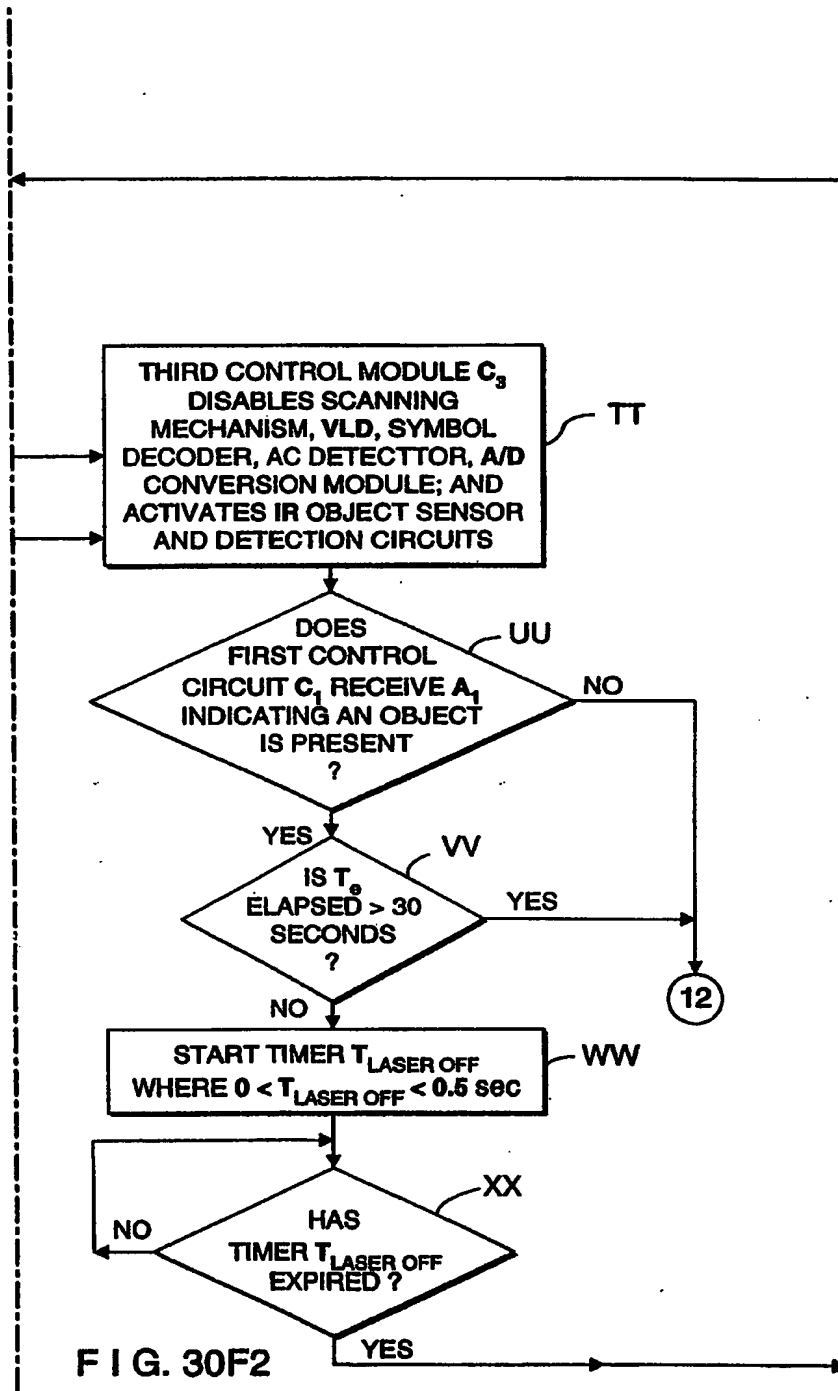 THIRD CONTROL MODULE C3
DISABLES SCANNING
MECHANISM, VLD, SYMBOL
DECODER, AC DETECTTOR, A/D
CONVERSION MODULE; AND
ACTIVATES IR OBJECT SENSOR
AND DETECTION CIRCUITS
TT
DOES
FIRST CONTROL
CIRCUIT C1 RECEIVE A1
INDICATING AN OBJECT
IS PRESENT
?
UU
NO
YES
IS Te
ELAPSED > 30
SECONDS
?
VV
YES
12
NO
START TIMER TLASER OFF
WHERE 0 < TLASER OFF < 0.5 sec
WW
HAS
TIMER TLASER OFF
EXPIRED ?
XX
NO
YES
F I G. 30F2